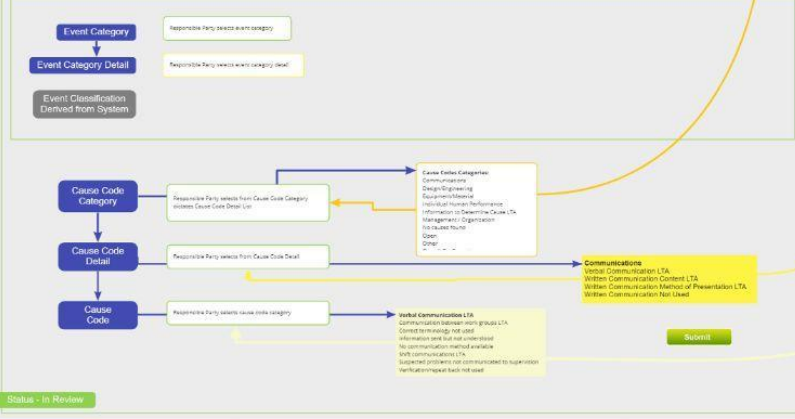 Event Category
Responsible Party selects event category
Event Category Detail
Responsible Party selects event category detail
Event Classification
Derived from System
Cause Code
Category
Responsible Party selects from Cause Code Category
dictates Cause Code Detail List
Cause Codes Categories:
Communications
Design/Engineering
Equipment/Material
Individual Human Performance
Information to Determine Cause LTA
Management / Organization
No causes found
Open
Other
Cause Code
Detail
Responsible Party selects from Cause Code Detail
Communications
Verbal Communication LTA
Written Communication Content LTA
Written Communication Method of Presentation LTA
Written Communication Not Used
Cause
Code
Responsible Party selects cause code category
Verbal Communication LTA
Communication between work groups LTA
Correct terminology not used
Information sent but not understood
No communication method available
Shift communications LTA
Suspected problems not communicated to supervision
Verification/repeat back not used
Submit
Status - In Review